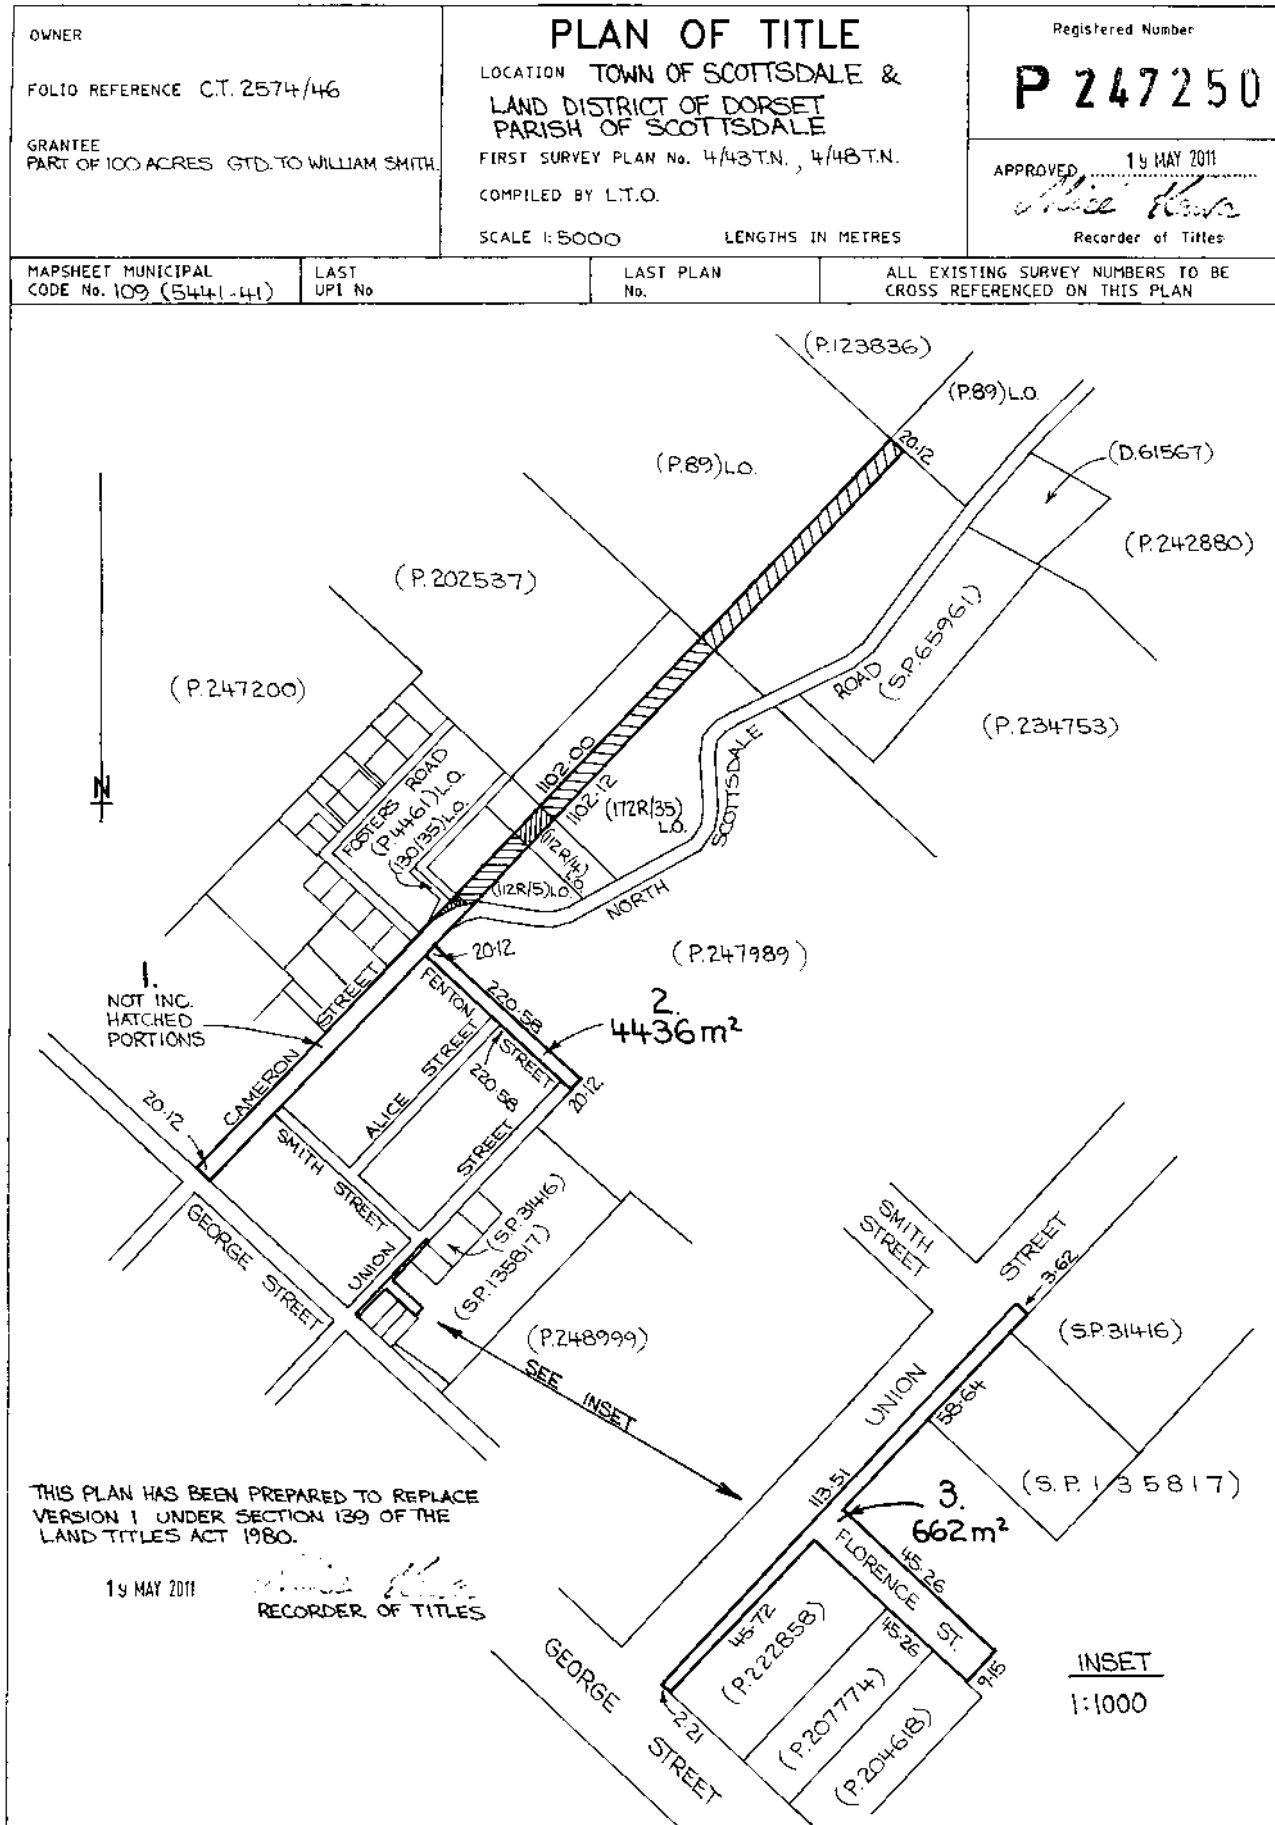 OWNER
FOLIO REFERENCE C.T. 2574/46
GRANTEE
PART OF 100 ACRES GTD. TO WILLIAM SMITH.
PLAN OF TITLE
LOCATION TOWN OF SCOTTSDALE &
LAND DISTRICT OF DORSET
PARISH OF SCOTTSDALE
FIRST SURVEY PLAN No. 4/43 T.N., 4/48 T.N.
COMPILED BY L.T.O.
SCALE 1:5000 LENGTHS IN METRES
Registered Number
P 247250
APPROVED 19 MAY 2011
Recorder of Titles
MAPSHEET MUNICIPAL
CODE No. 109 (5441-41)
LAST
UPI No
LAST PLAN
No.
ALL EXISTING SURVEY NUMBERS TO BE
CROSS REFERENCED ON THIS PLAN
(P.123836)
(P.89)L.O.
20·12
(P.89)L.O.
(D.61567)
(P.242880)
(P.202537)
(S.P.65961)
(P.247200)
ROAD
(P.234753)
N
1102·00
1102·12
SCOTTSDALE
FOSTERS ROAD
(P.4461)L.O.
(130/35)L.O.
(172R/35)
L.O.
(112R/4)
L.O.
(112R/5)L.O.
NORTH
20·12
(P.247989)
1.
NOT INC.
HATCHED
PORTIONS
STREET
CAMERON
FENTON
STREET
220·58
2.
4436m²
ALICE STREET
220·58
20·12
20·12
SMITH STREET
STREET
UNION
GEORGE STREET
(S.P.31416)
(S.P.135817)
(P.248999)
SEE INSET
SMITH
STREET
STREET
3·62
(S.P.31416)
UNION
58·64
113·51
(S.P.135817)
3.
662m²
FLORENCE ST.
45·26
45·72
(P.222858)
45·26
9·15
(P.207774)
(P.204618)
2·21
GEORGE
STREET
INSET
1:1000
THIS PLAN HAS BEEN PREPARED TO REPLACE
VERSION 1 UNDER SECTION 139 OF THE
LAND TITLES ACT 1980.
19 MAY 2011
RECORDER OF TITLES